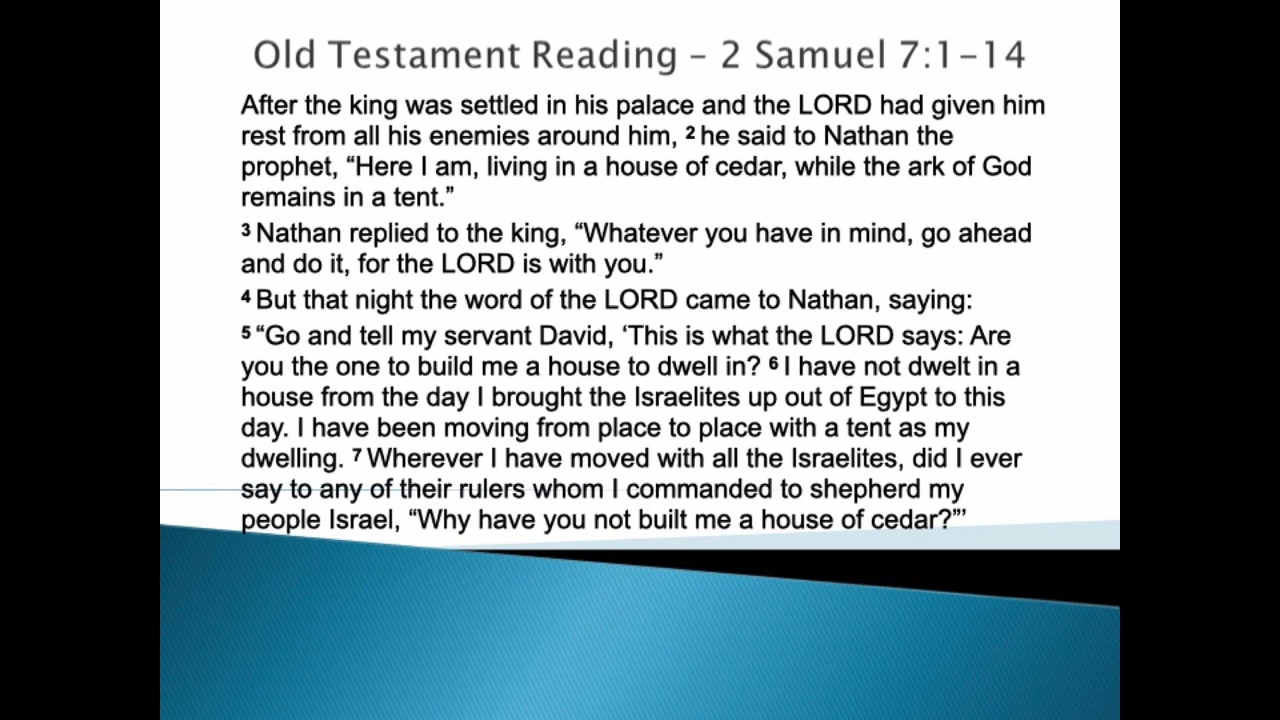 Old Testament Reading – 2 Samuel 7:1–14
After the king was settled in his palace and the LORD had given him
rest from all his enemies around him, 2 he said to Nathan the
prophet, “Here I am, living in a house of cedar, while the ark of God
remains in a tent.”
3 Nathan replied to the king, “Whatever you have in mind, go ahead
and do it, for the LORD is with you.”
4 But that night the word of the LORD came to Nathan, saying:
5 “Go and tell my servant David, ‘This is what the LORD says: Are
you the one to build me a house to dwell in? 6 I have not dwelt in a
house from the day I brought the Israelites up out of Egypt to this
day. I have been moving from place to place with a tent as my
dwelling. 7 Wherever I have moved with all the Israelites, did I ever
say to any of their rulers whom I commanded to shepherd my
people Israel, “Why have you not built me a house of cedar?”’